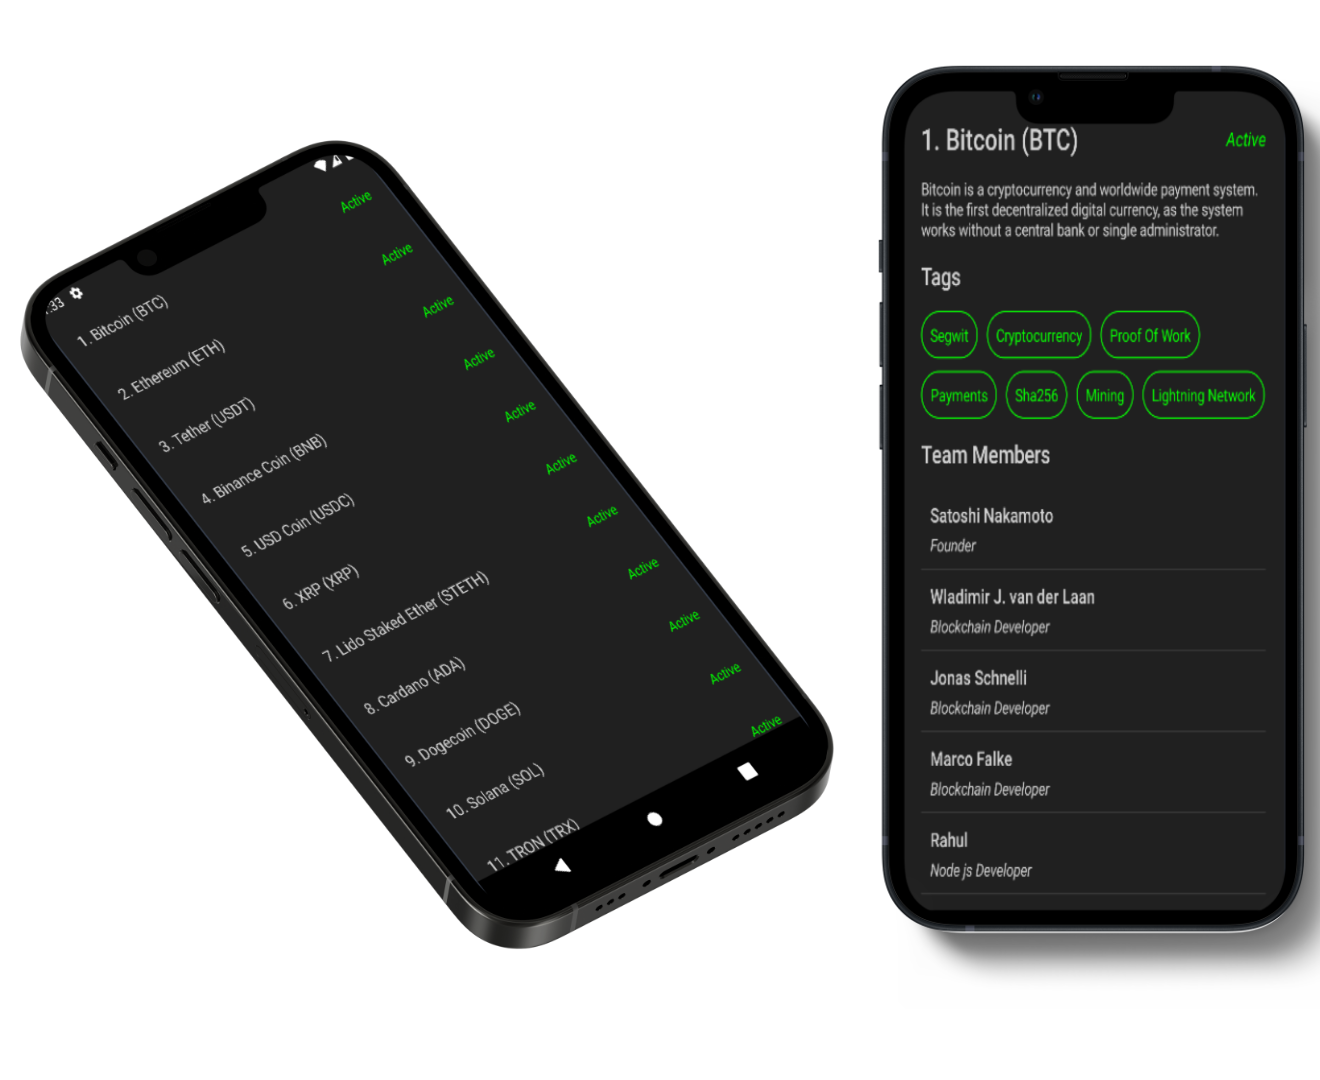 :33
1. Bitcoin (BTC) Active
2. Ethereum (ETH) Active
3. Tether (USDT) Active
4. Binance Coin (BNB) Active
5. USD Coin (USDC) Active
6. XRP (XRP) Active
7. Lido Staked Ether (STETH) Active
8. Cardano (ADA) Active
9. Dogecoin (DOGE) Active
10. Solana (SOL) Active
11. TRON (TRX) Active
1. Bitcoin (BTC) Active
Bitcoin is a cryptocurrency and worldwide payment system.
It is the first decentralized digital currency, as the system
works without a central bank or single administrator.
Tags
Segwit Cryptocurrency Proof Of Work
Payments Sha256 Mining Lightning Network
Team Members
Satoshi Nakamoto
Founder
Wladimir J. van der Laan
Blockchain Developer
Jonas Schnelli
Blockchain Developer
Marco Falke
Blockchain Developer
Rahul
Node js Developer